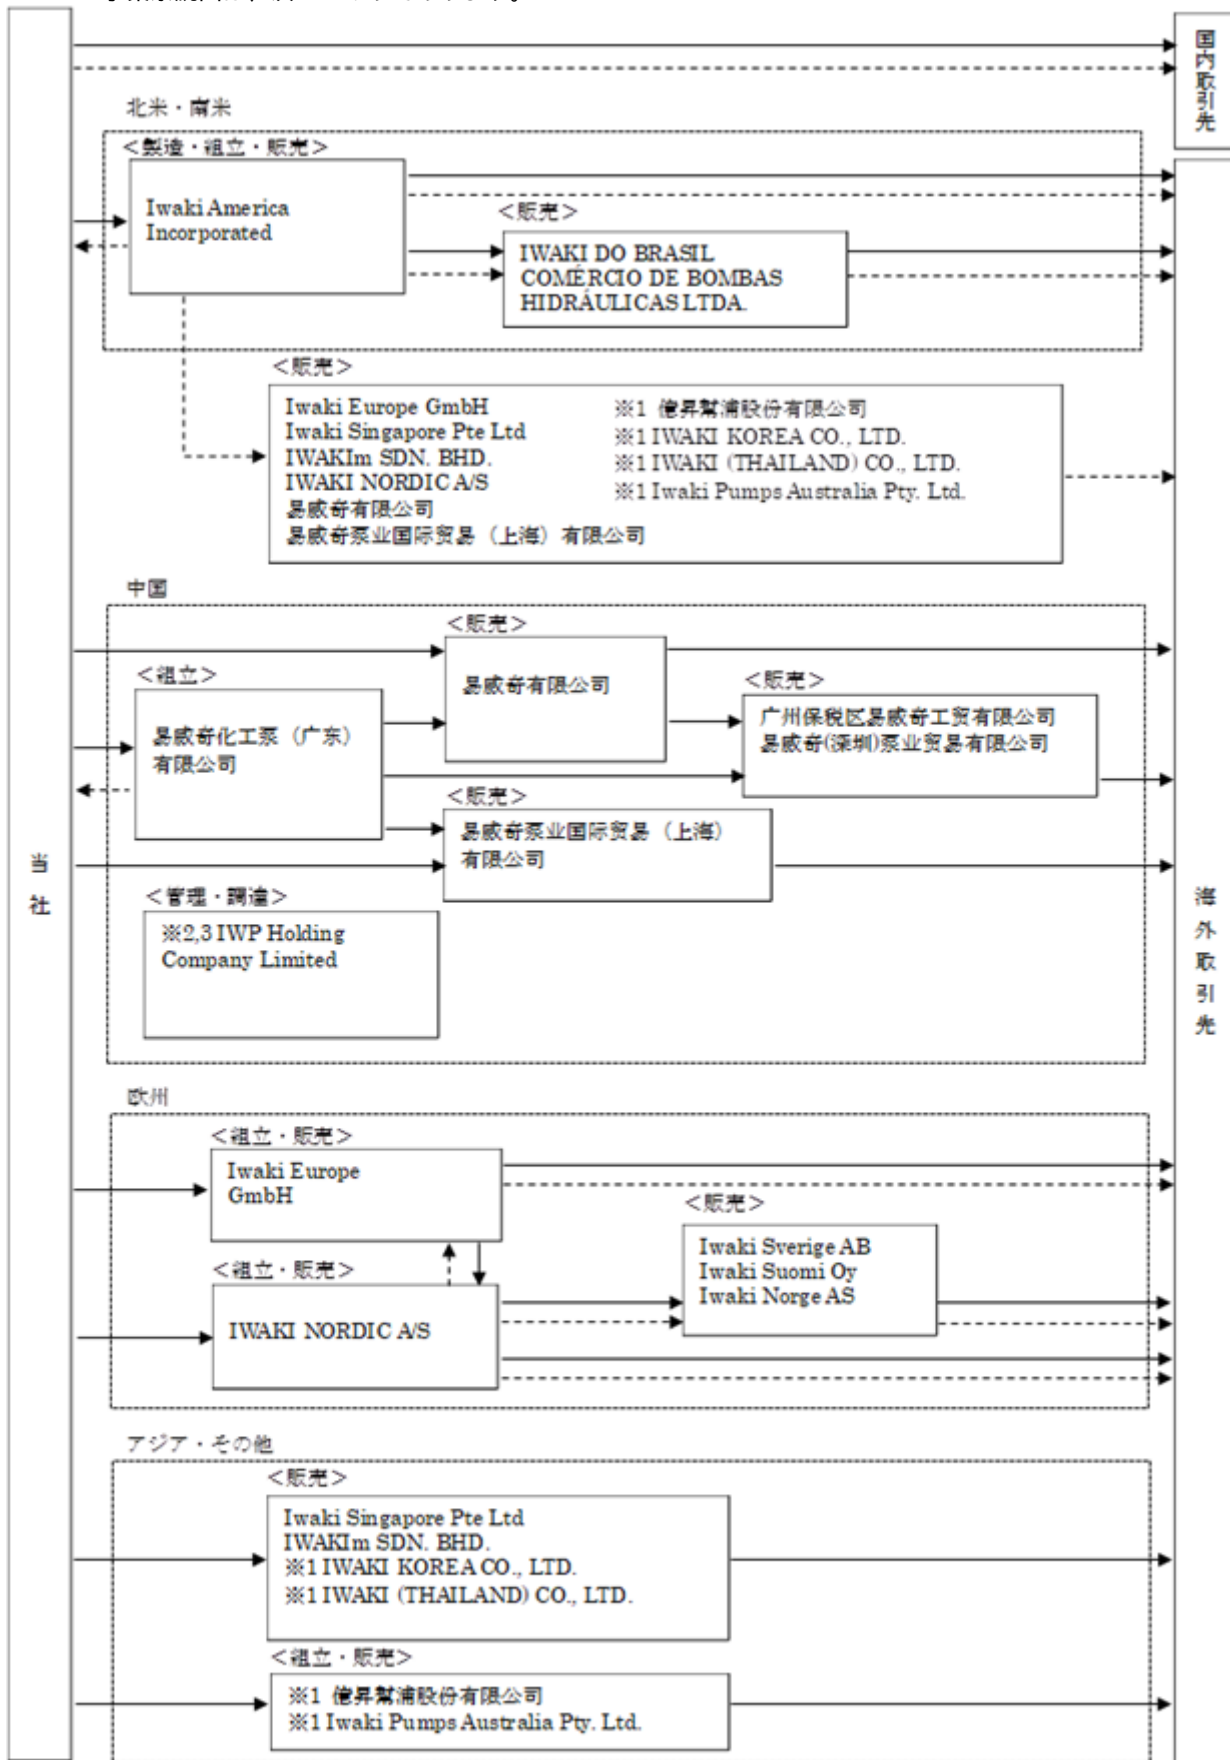 国内取引先
北米・南米
＜製造・組立・販売＞
Iwaki America
Incorporated
＜販売＞
IWAKI DO BRASIL
COMÉRCIO DE BOMBAS
HIDRÁULICAS LTDA.
＜販売＞
Iwaki Europe GmbH
Iwaki Singapore Pte Ltd
IWAKIm SDN. BHD.
IWAKI NORDIC A/S
易威奇有限公司
易威奇泵业国际贸易（上海）有限公司
※1 億昇幫浦股份有限公司
※1 IWAKI KOREA CO., LTD.
※1 IWAKI (THAILAND) CO., LTD.
※1 Iwaki Pumps Australia Pty. Ltd.
中国
＜販売＞
易威奇有限公司
＜組立＞
易威奇化工泵（广东）
有限公司
＜販売＞
广州保税区易威奇工贸有限公司
易威奇(深圳)泵业贸易有限公司
＜販売＞
易威奇泵业国际贸易（上海）
有限公司
当社
＜管理・調達＞
※2,3 IWP Holding
Company Limited
海外取引先
欧州
＜組立・販売＞
Iwaki Europe
GmbH
＜販売＞
Iwaki Sverige AB
Iwaki Suomi Oy
Iwaki Norge AS
＜組立・販売＞
IWAKI NORDIC A/S
アジア・その他
＜販売＞
Iwaki Singapore Pte Ltd
IWAKIm SDN. BHD.
※1 IWAKI KOREA CO., LTD.
※1 IWAKI (THAILAND) CO., LTD.
＜組立・販売＞
※1 億昇幫浦股份有限公司
※1 Iwaki Pumps Australia Pty. Ltd.